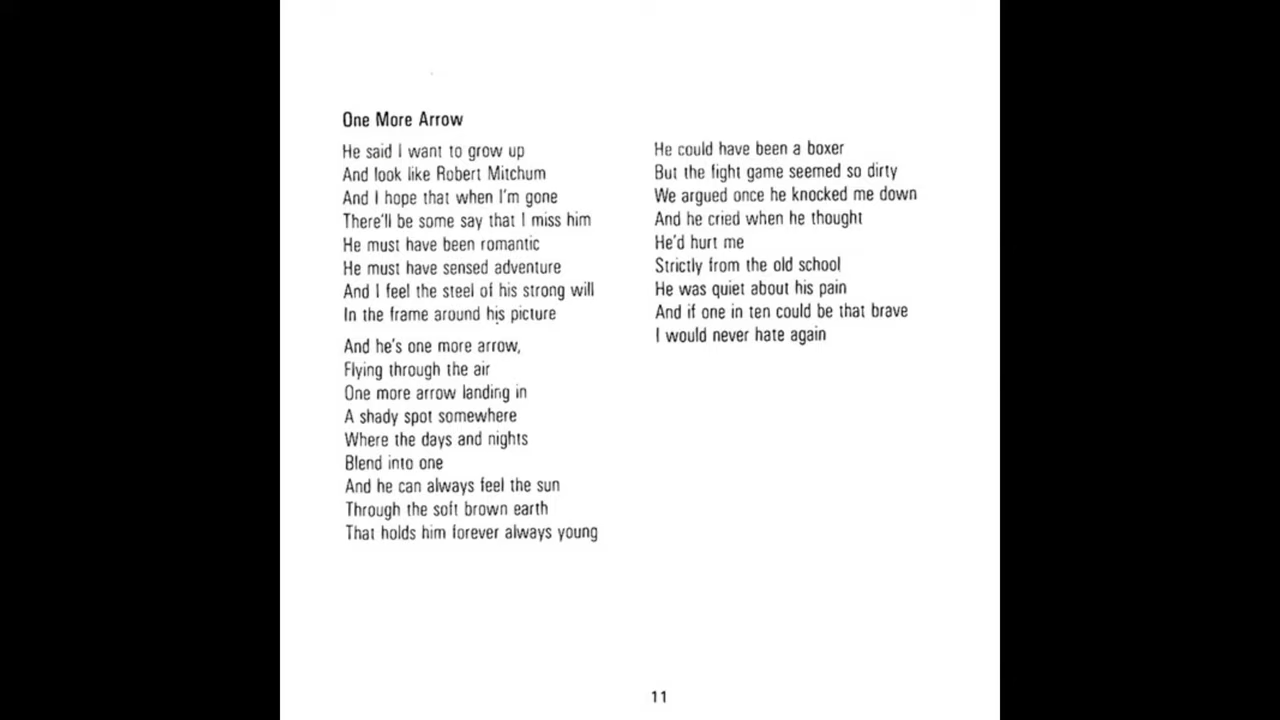 One More Arrow
He said I want to grow up
And look like Robert Mitchum
And I hope that when I'm gone
There'll be some say that I miss him
He must have been romantic
He must have sensed adventure
And I feel the steel of his strong will
In the frame around his picture
And he's one more arrow,
Flying through the air
One more arrow landing in
A shady spot somewhere
Where the days and nights
Blend into one
And he can always feel the sun
Through the soft brown earth
That holds him forever always young
He could have been a boxer
But the fight game seemed so dirty
We argued once he knocked me down
And he cried when he thought
He'd hurt me
Strictly from the old school
He was quiet about his pain
And if one in ten could be that brave
I would never hate again
11